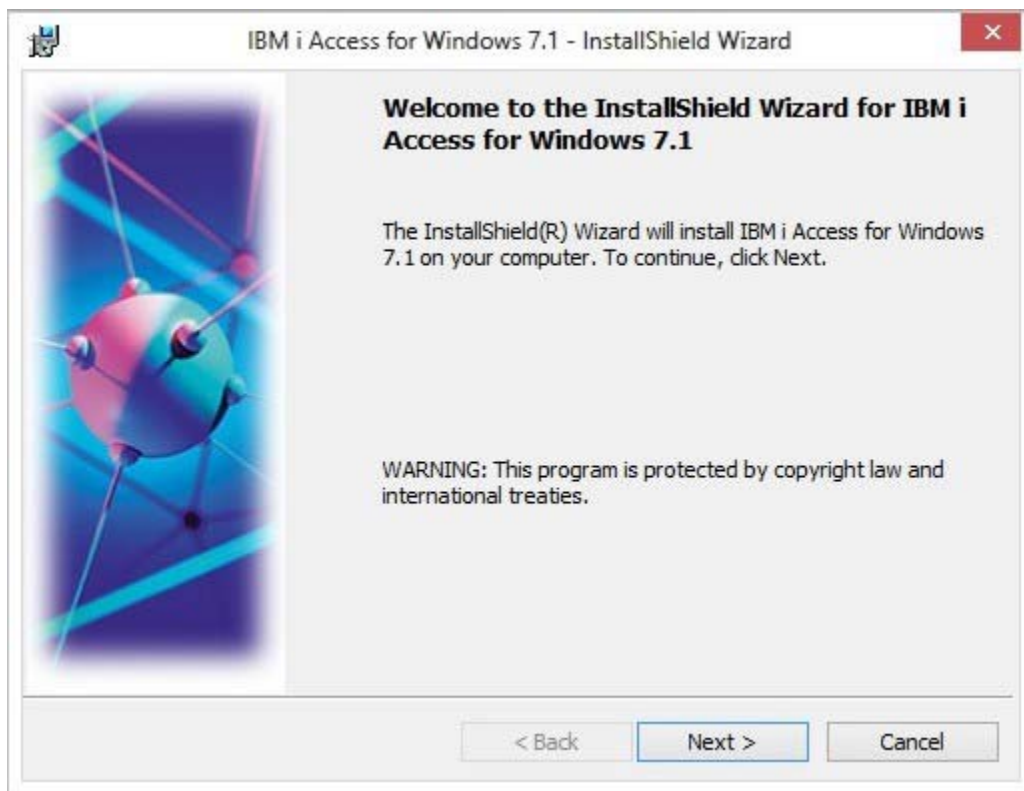 IBM i Access for Windows 7.1 - InstallShield Wizard
Welcome to the InstallShield Wizard for IBM i
Access for Windows 7.1
The InstallShield(R) Wizard will install IBM i Access for Windows
7.1 on your computer. To continue, click Next.
WARNING: This program is protected by copyright law and
international treaties.
< Back Next > Cancel